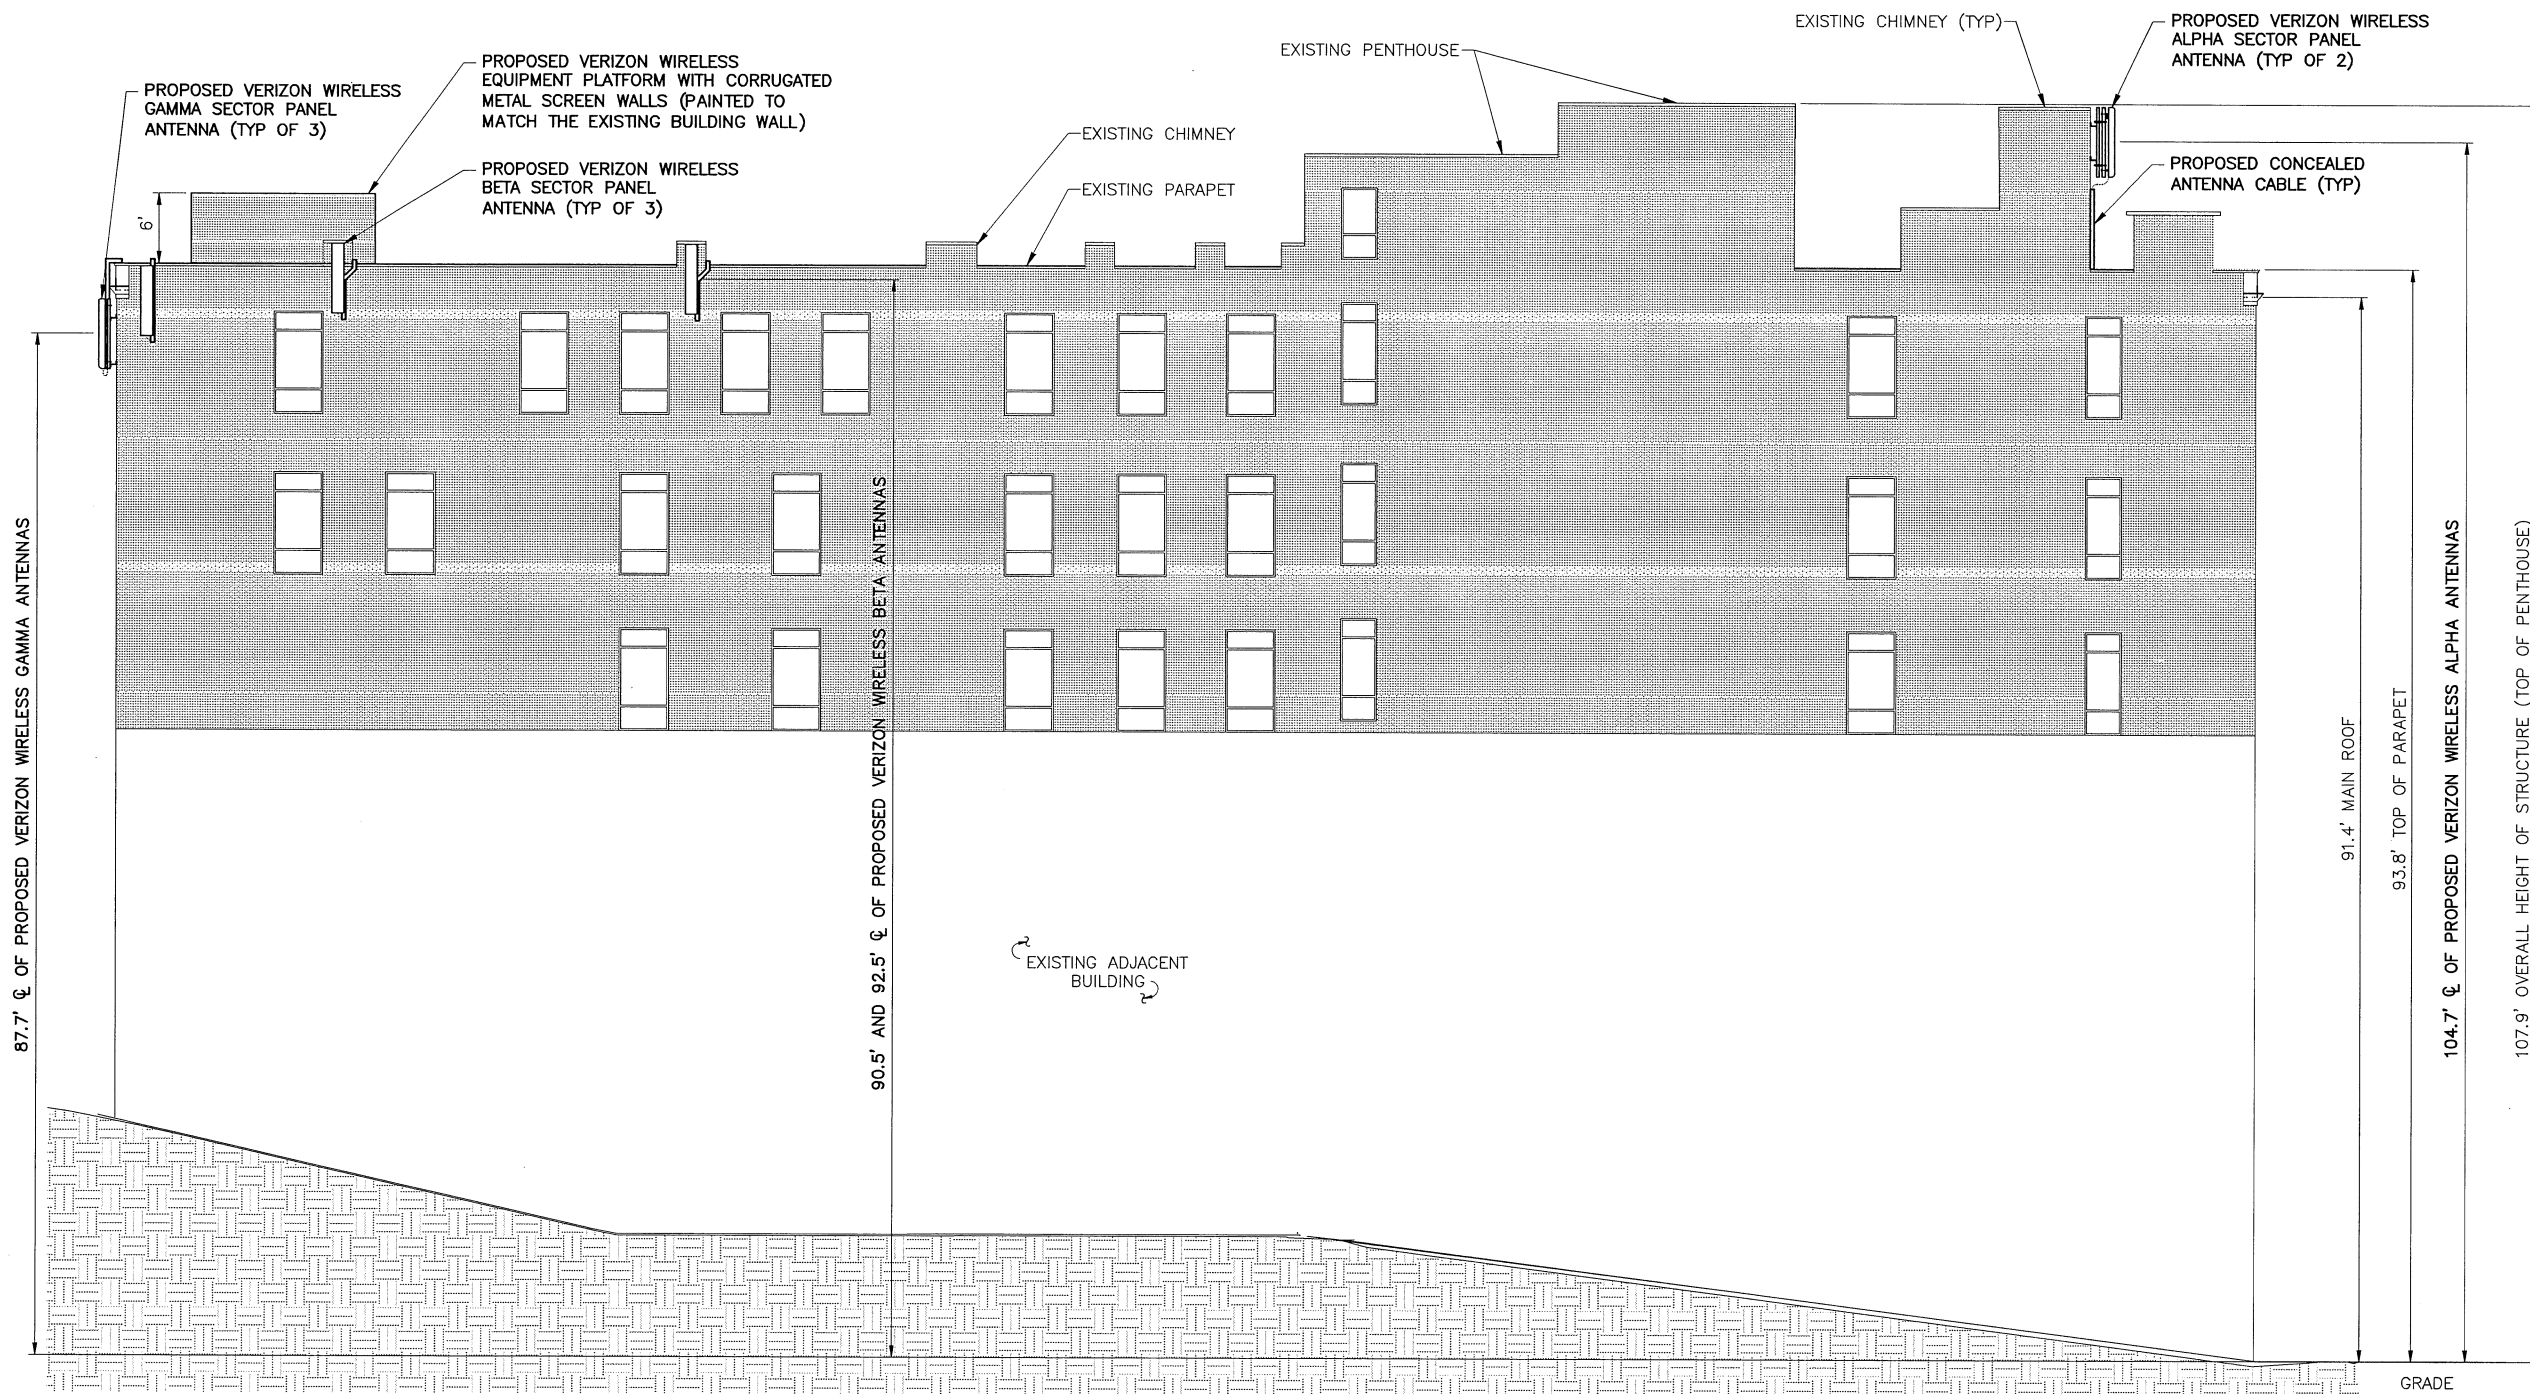 EXISTING CHIMNEY (TYP)
PROPOSED VERIZON WIRELESS
ALPHA SECTOR PANEL
ANTENNA (TYP OF 2)
EXISTING PENTHOUSE
PROPOSED VERIZON WIRELESS
EQUIPMENT PLATFORM WITH CORRUGATED
METAL SCREEN WALLS (PAINTED TO
MATCH THE EXISTING BUILDING WALL)
PROPOSED VERIZON WIRELESS
GAMMA SECTOR PANEL
ANTENNA (TYP OF 3)
EXISTING CHIMNEY
PROPOSED VERIZON WIRELESS
BETA SECTOR PANEL
ANTENNA (TYP OF 3)
EXISTING PARAPET
PROPOSED CONCEALED
ANTENNA CABLE (TYP)
6'
87.7' ℄ OF PROPOSED VERIZON WIRELESS GAMMA ANTENNAS
90.5' AND 92.5' ℄ OF PROPOSED VERIZON WIRELESS BETA ANTENNAS
91.4' MAIN ROOF
93.8' TOP OF PARAPET
104.7' ℄ OF PROPOSED VERIZON WIRELESS ALPHA ANTENNAS
107.9' OVERALL HEIGHT OF STRUCTURE (TOP OF PENTHOUSE)
EXISTING ADJACENT
BUILDING
GRADE